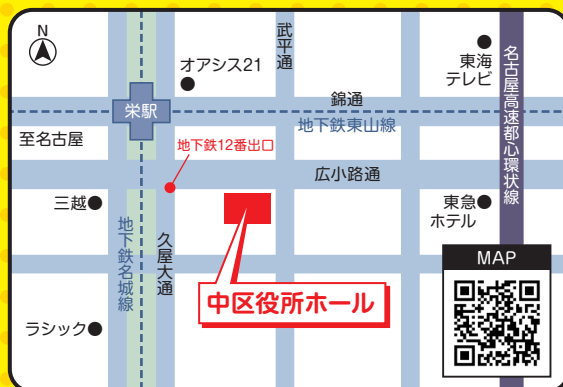 N
オアシス21
武平通
東海
テレビ
名古屋高速都心環状線
栄駅
錦通
地下鉄東山線
至名古屋
地下鉄12番出口
広小路通
三越
東急
ホテル
地下鉄名城線
久屋大通
中区役所ホール
ラシック
MAP